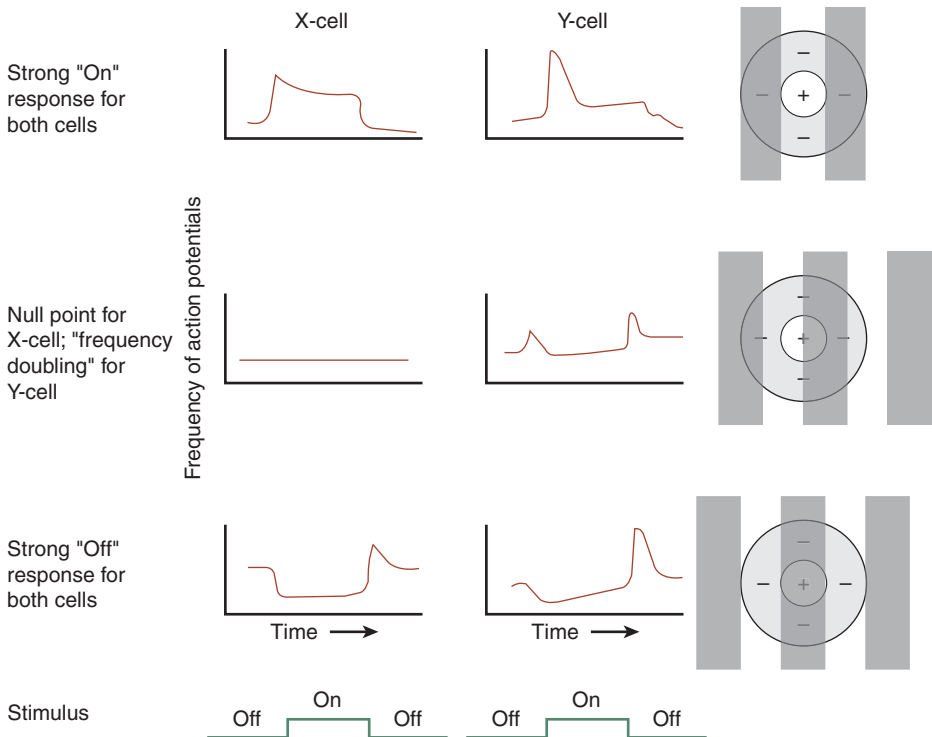 X-cell
Y-cell
Strong "On"
response for
both cells
−
− + −
−
Frequency of action potentials
Null point for
X-cell; "frequency
doubling" for
Y-cell
−
− + −
−
Strong "Off"
response for
both cells
−
− + −
−
Time
Time
Stimulus
Off
On
Off
Off
On
Off